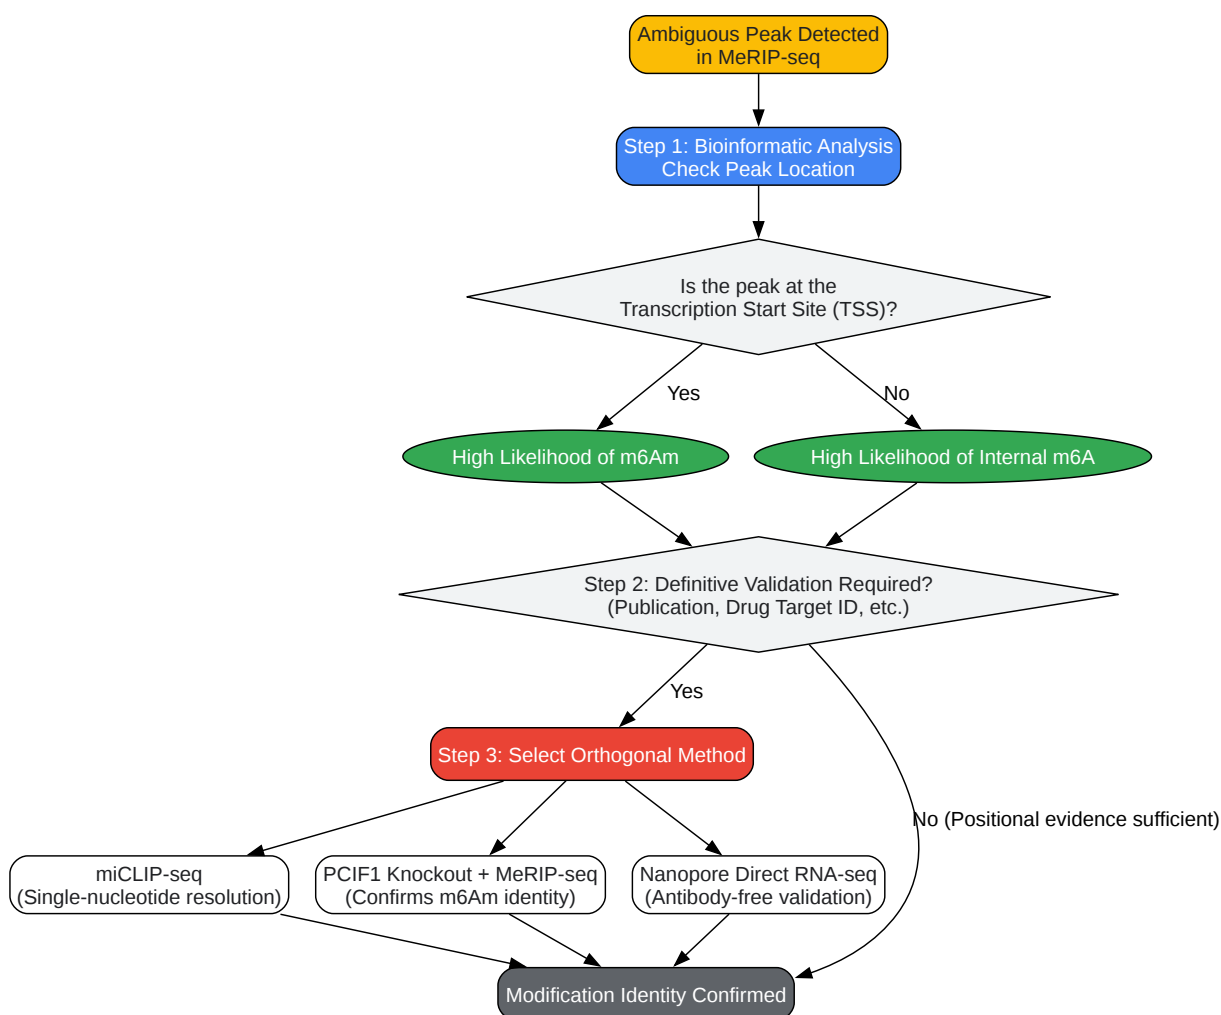 Ambiguous Peak Detected
in MeRIP-seq
Step 1: Bioinformatic Analysis
Check Peak Location
Is the peak at the
Transcription Start Site (TSS)?
Yes
No
High Likelihood of m6Am
High Likelihood of Internal m6A
Step 2: Definitive Validation Required?
(Publication, Drug Target ID, etc.)
Yes
Step 3: Select Orthogonal Method
No (Positional evidence sufficient)
miCLIP-seq
(Single-nucleotide resolution)
PCIF1 Knockout + MeRIP-seq
(Confirms m6Am identity)
Nanopore Direct RNA-seq
(Antibody-free validation)
Modification Identity Confirmed